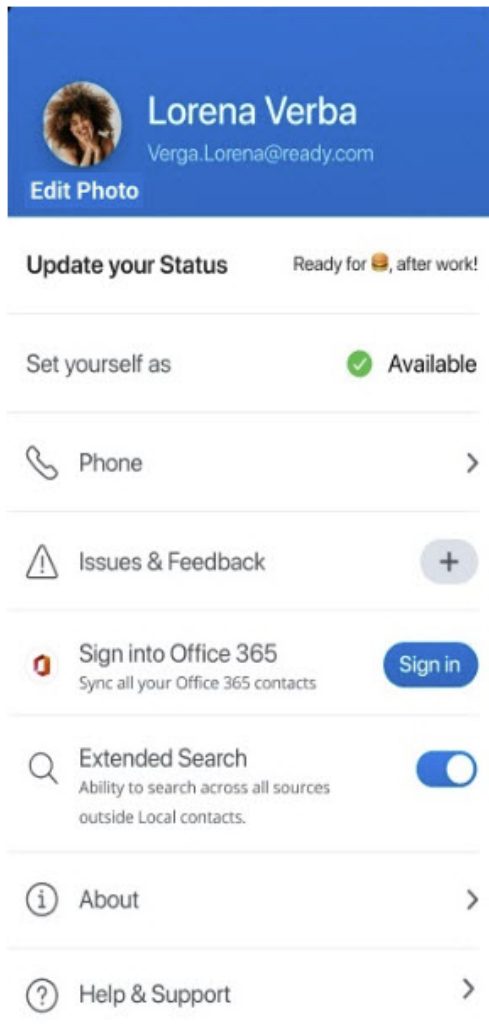 Lorena Verba
Verga.Lorena@ready.com
Edit Photo
Update your Status
Ready for 🍔, after work!
Set yourself as
Available
Phone
Issues & Feedback
Sign into Office 365
Sync all your Office 365 contacts
Sign in
Extended Search
Ability to search across all sources
outside Local contacts.
About
Help & Support